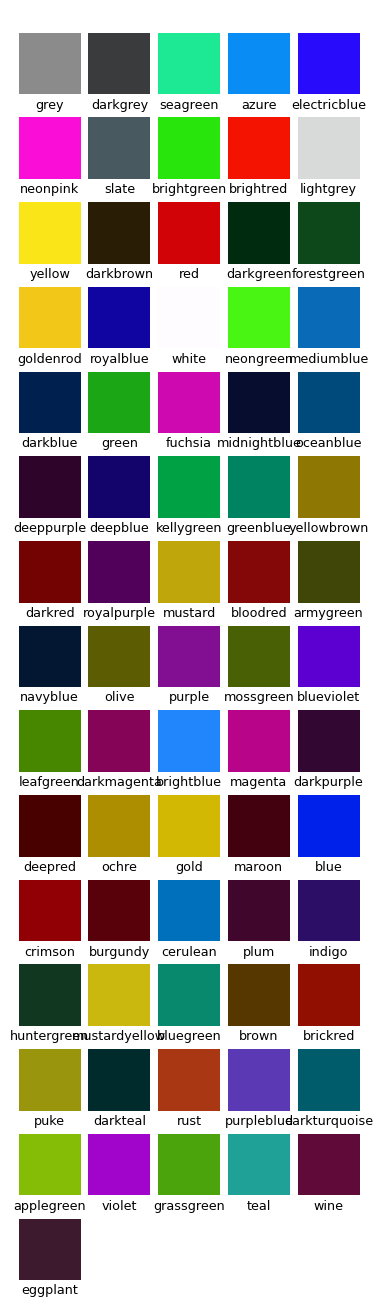 grey darkgrey seagreen azure electricblue
neonpink slate brightgreen brightred lightgrey
yellow darkbrown red darkgreen forestgreen
goldenrod royalblue white neongreen mediumblue
darkblue green fuchsia midnightblue oceanblue
deeppurple deepblue kellygreen greenblue yellowbrown
darkred royalpurple mustard bloodred armygreen
navyblue olive purple mossgreen blueviolet
leafgreen darkmagenta brightblue magenta darkpurple
deepred ochre gold maroon blue
crimson burgundy cerulean plum indigo
huntergreen mustardyellow bluegreen brown brickred
puke darkteal rust purpleblue darkturquoise
applegreen violet grassgreen teal wine
eggplant